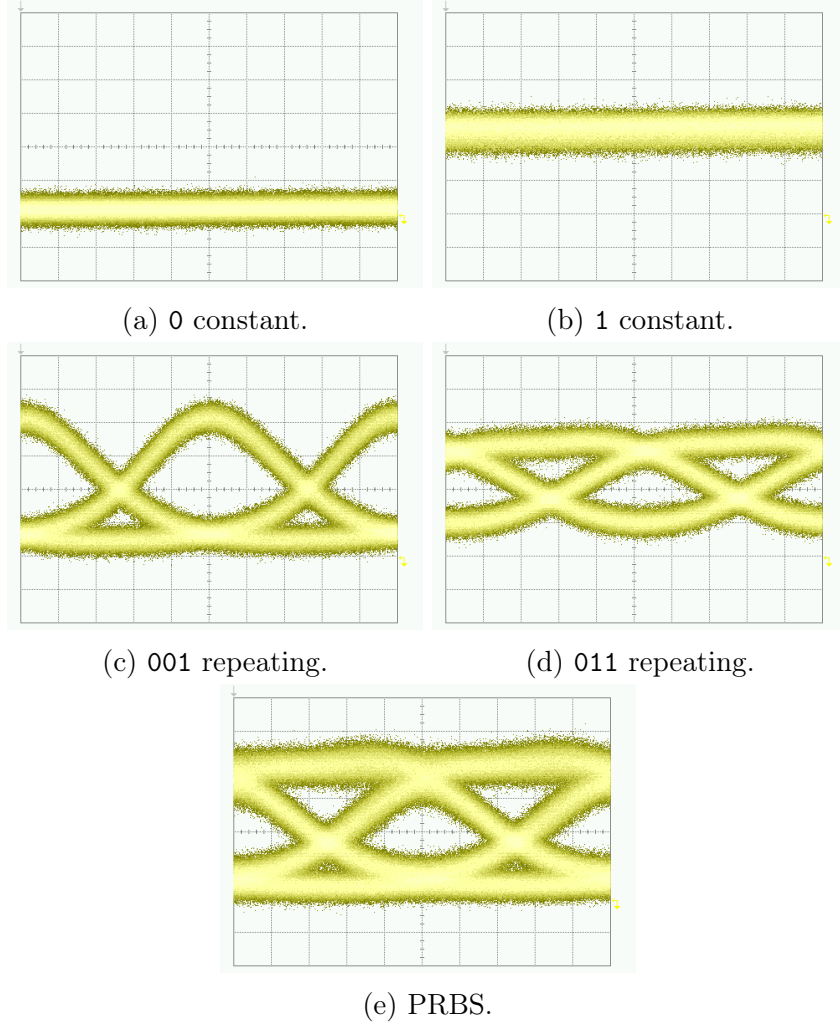 (a) 0 constant.
(b) 1 constant.
(c) 001 repeating.
(d) 011 repeating.
(e) PRBS.